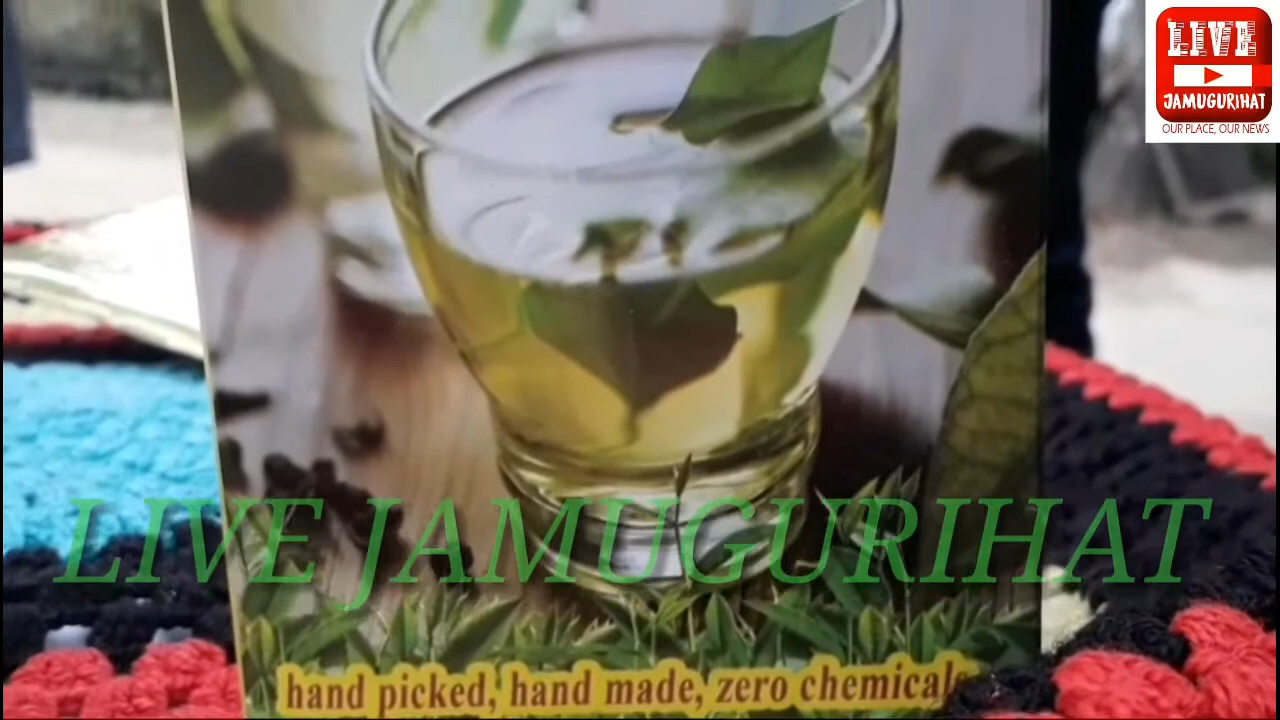 LIVE
JAMUGURIHAT
OUR PLACE, OUR NEWS
LIVE JAMUGURIHAT
hand picked, hand made, zero chemicals